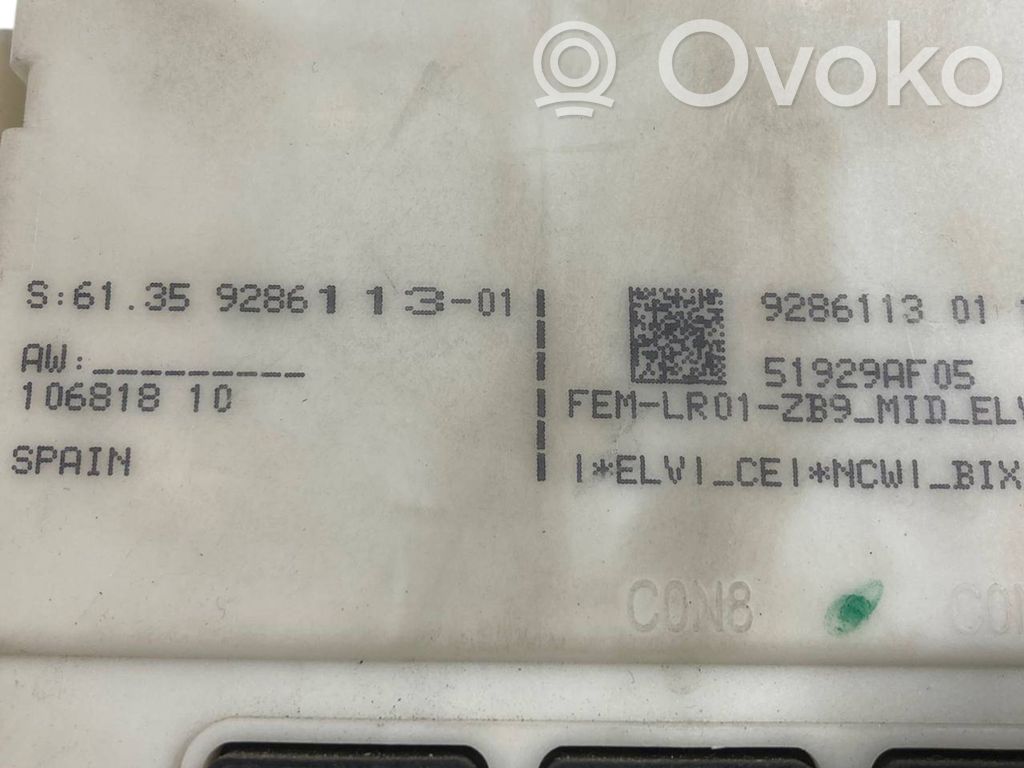 Ovoko
S:61.35 9286113-01
AW:_________
106818 10
SPAIN
9286113 01
51929AF05
FEM-LR01-ZB9_MID_EL
|*ELV|_CE|*NCW|_BIX
CON8